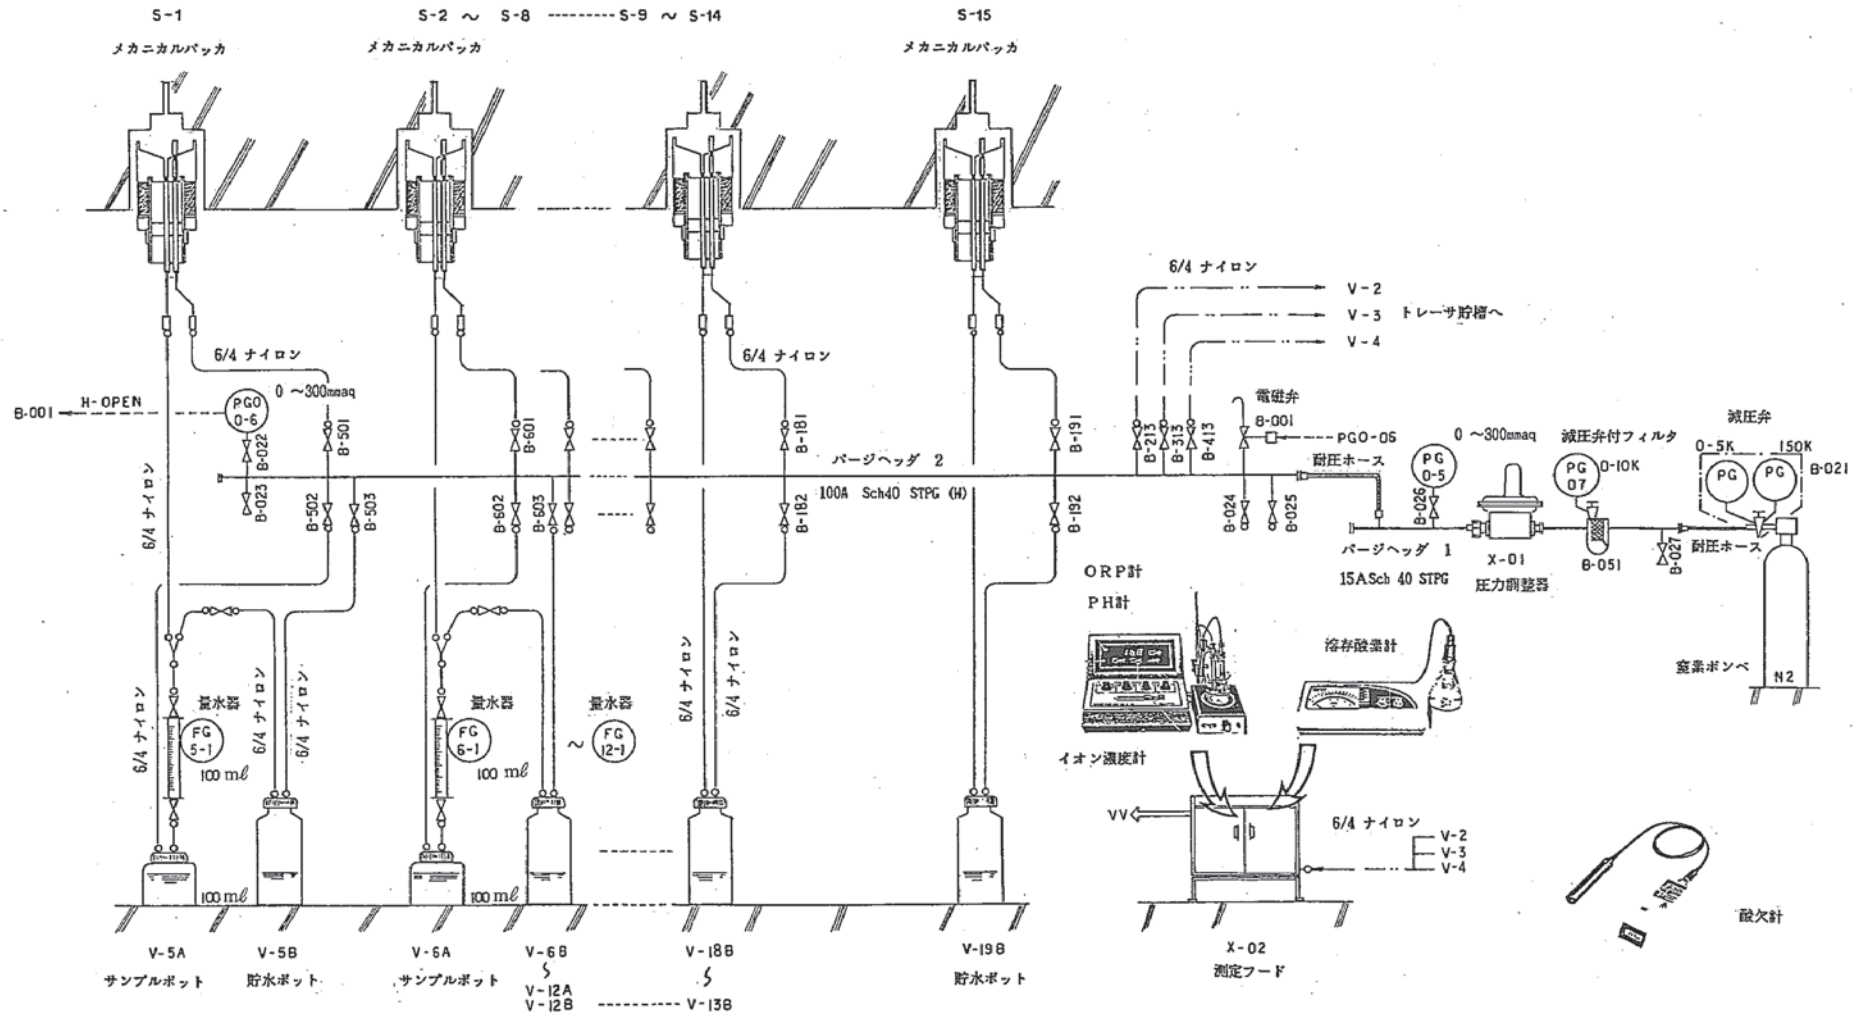 S-1
S-2 ~ S-8 -------- S-9 ~ S-14
S-15
メカニカルパッカ
メカニカルパッカ
メカニカルパッカ
6/4 ナイロン
V-2
V-3 トレーサ貯槽へ
V-4
6/4 ナイロン
6/4 ナイロン
0 ~300mmaq
H-OPEN
B-001
PGO
0-6
B-022
B-023
B-501
B-502
B-503
B-601
B-602
B-603
B-181
B-182
B-191
B-192
パージヘッダ 2
100A Sch40 STPG (W)
B-213
B-313
B-413
電磁弁
B-001
PGO-06
耐圧ホース
B-024
B-025
0 ~300mmaq
PG
0-5
B-026
減圧弁付フィルタ
PG
07
0-10K
減圧弁
0-5K
150K
PG
PG
B-021
B-027
耐圧ホース
パージヘッダ 1
15ASch 40 STPG
X-01
圧力調整器
B-051
窒素ボンベ
N2
6/4 ナイロン
6/4 ナイロン
6/4 ナイロン
6/4 ナイロン
6/4 ナイロン
6/4 ナイロン
量水器
FG
5-1
100 mℓ
量水器
FG
6-1
100 mℓ
量水器
~
FG
12-1
100 mℓ
100 mℓ
ORP計
PH計
溶存酸素計
イオン濃度計
VV
6/4 ナイロン
V-2
V-3
V-4
酸欠計
V-5A
サンプルポット
V-5B
貯水ポット
V-6A
サンプルポット
V-6B
V-12A
V-12B -------- V-13B
V-18B
V-19B
貯水ポット
X-02
測定フード